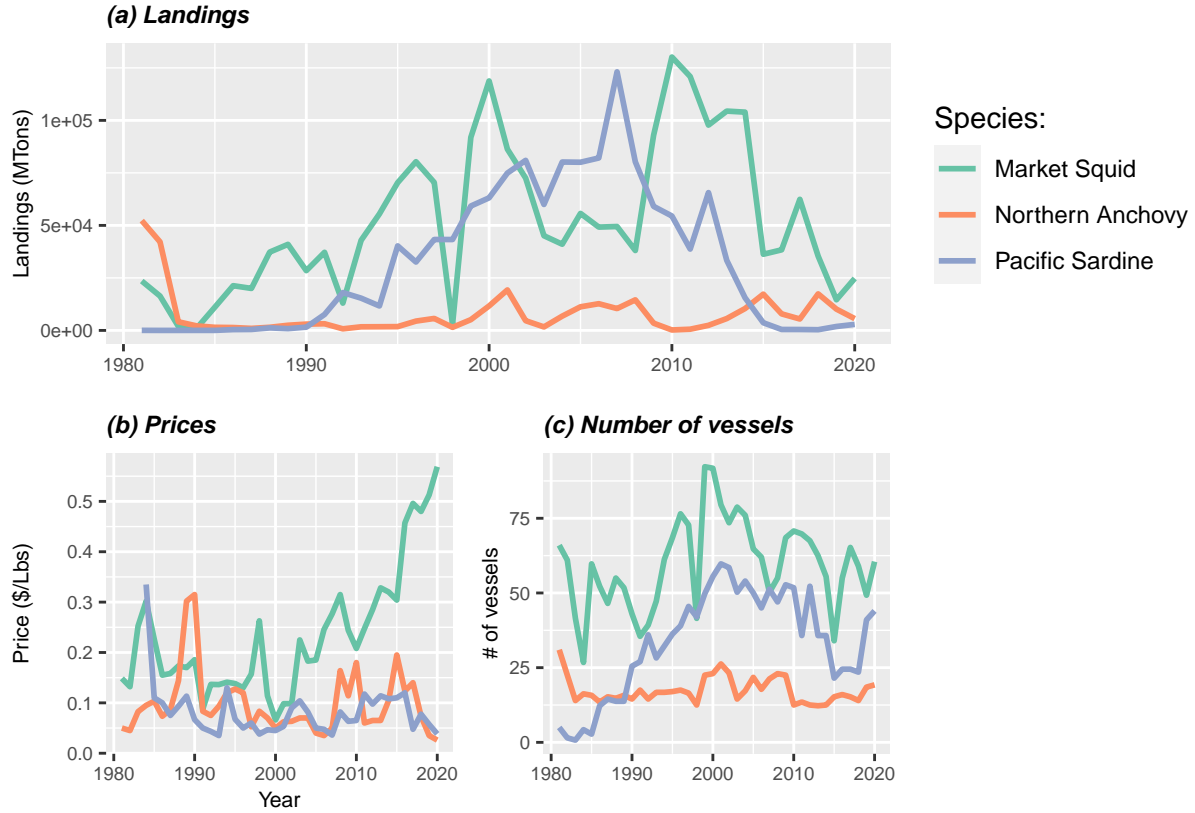 (a) Landings
Landings (MTons)
1e+05
5e+04
0e+00
1980
1990
2000
2010
2020
Species:
Market Squid
Northern Anchovy
Pacific Sardine
(b) Prices
Price ($/Lbs)
0.5
0.4
0.3
0.2
0.1
0.0
1980
1990
2000
2010
2020
Year
(c) Number of vessels
# of vessels
75
50
25
0
1980
1990
2000
2010
2020